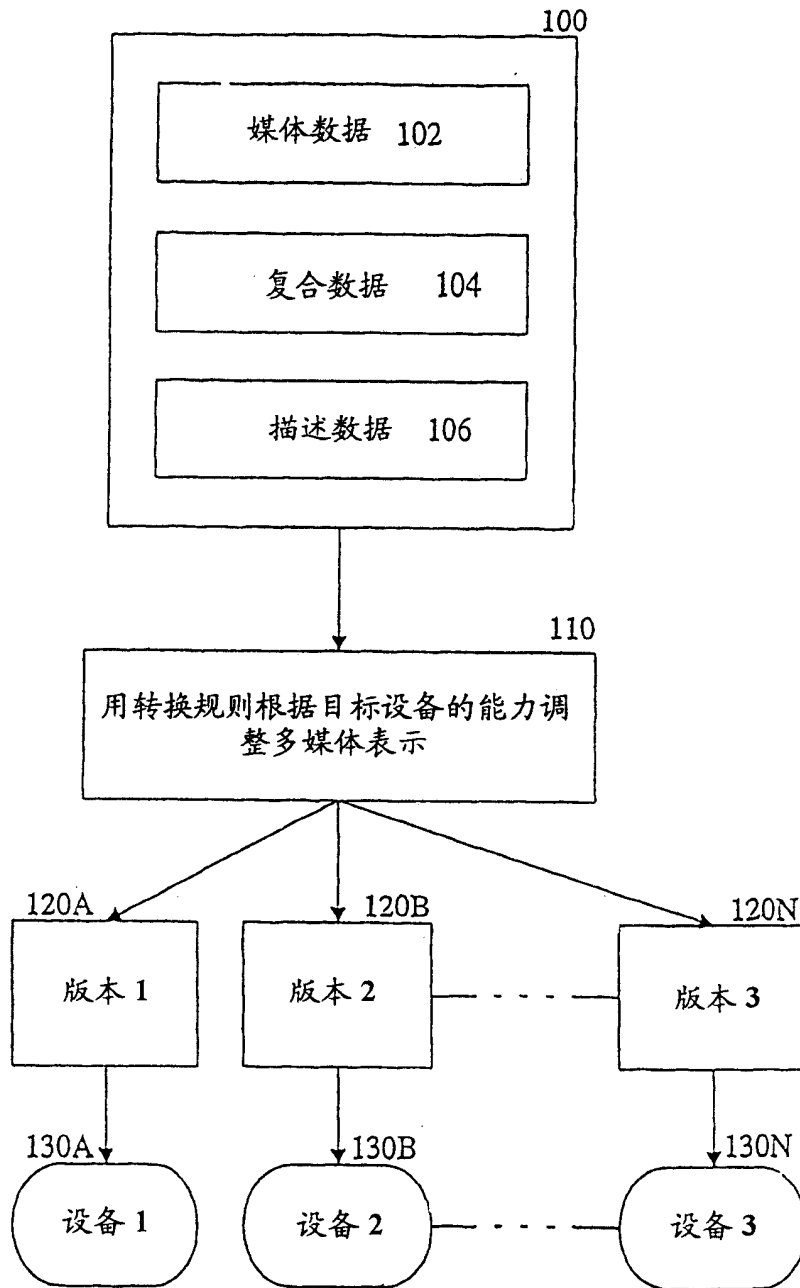 100
媒体数据 102
复合数据 104
描述数据 106
110
用转换规则根据目标设备的能力调
整多媒体表示
120A
120B
120N
版本 1
版本 2
版本 3
130A
130B
130N
设备 1
设备 2
设备 3